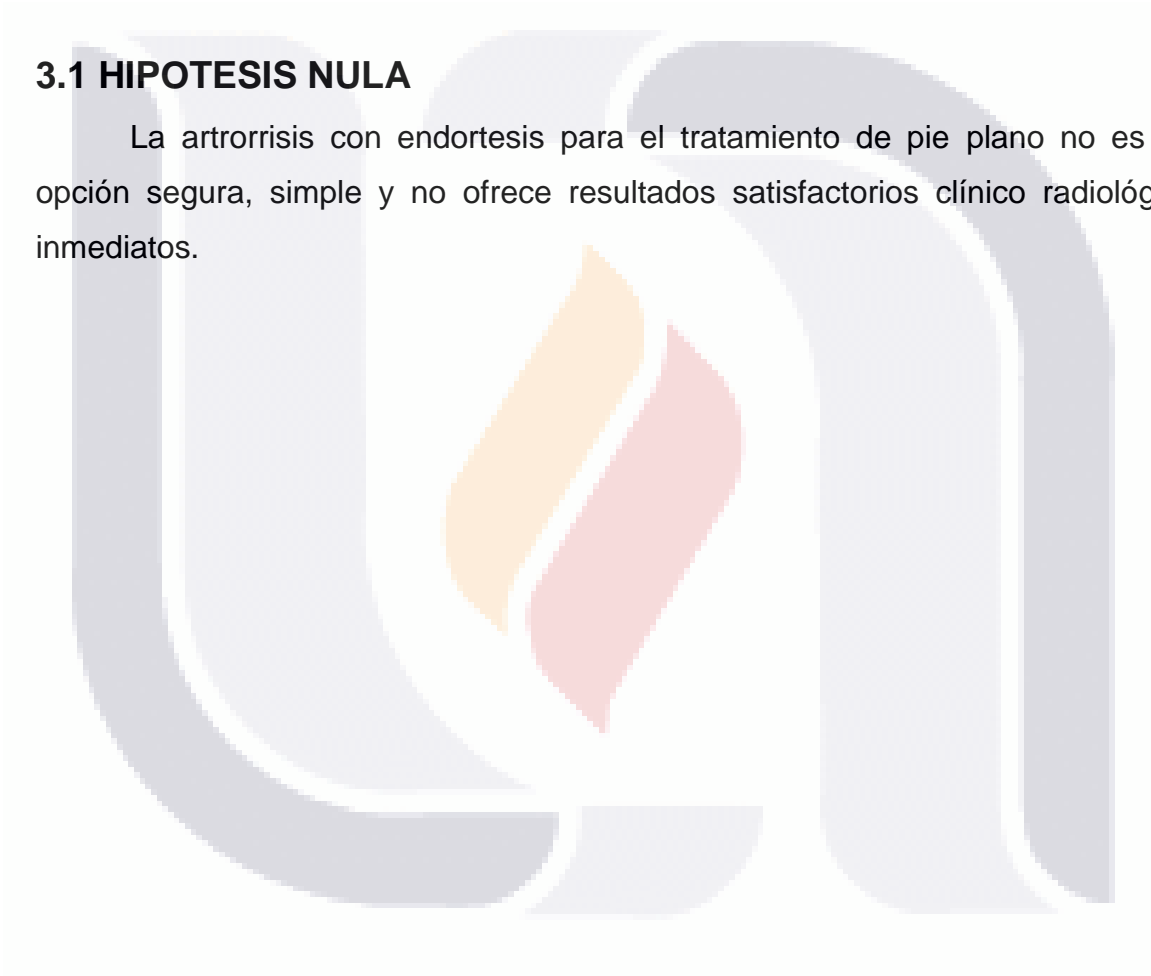 3.1 HIPOTESIS NULA
La artrorrisis con endortesis para el tratamiento de pie plano no es
opción segura, simple y no ofrece resultados satisfactorios clínico radológ
inmediatos.